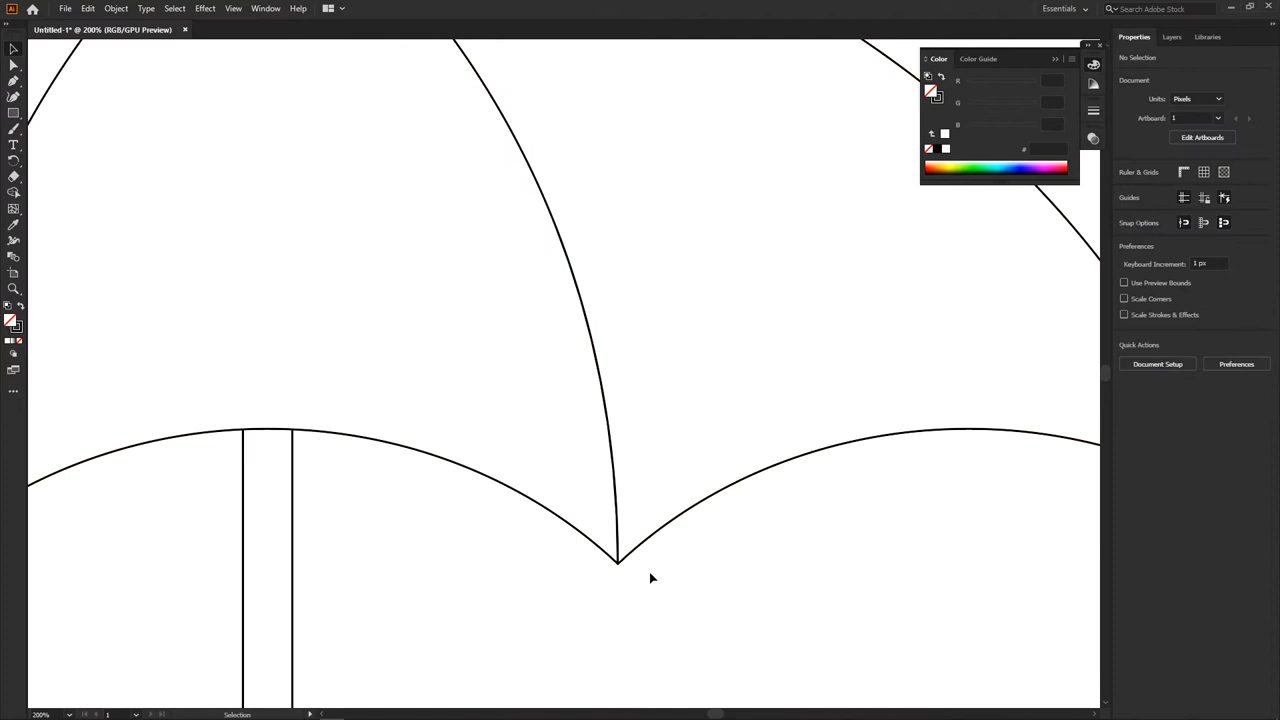 Ai File Edit Object Type Select Effect View Window Help Essentials Search Adobe Stock
Untitled-1* @ 200% (RGB/GPU Preview)
Properties Layers Libraries
No Selection
Color Color Guide
R
G
B
#
Document
Units: Pixels
Artboard: 1
Edit Artboards
Ruler & Grids
Guides
Snap Options
Preferences
Keyboard Increment: 1 px
Use Preview Bounds
Scale Corners
Scale Strokes & Effects
Quick Actions
Document Setup Preferences
200% 1 Selection